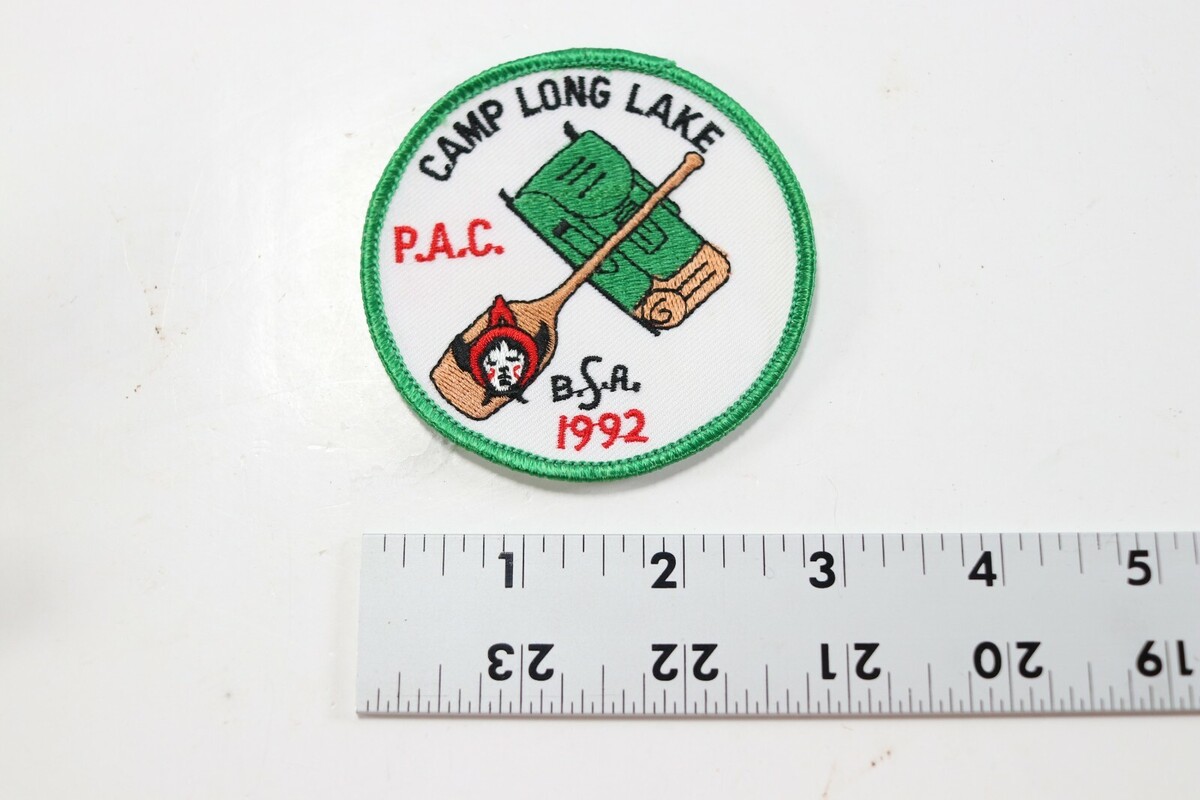 CAMP LONG LAKE
P.A.C.
B.S.A.
1992
1 2 3 4 5
23 22 21 20 19